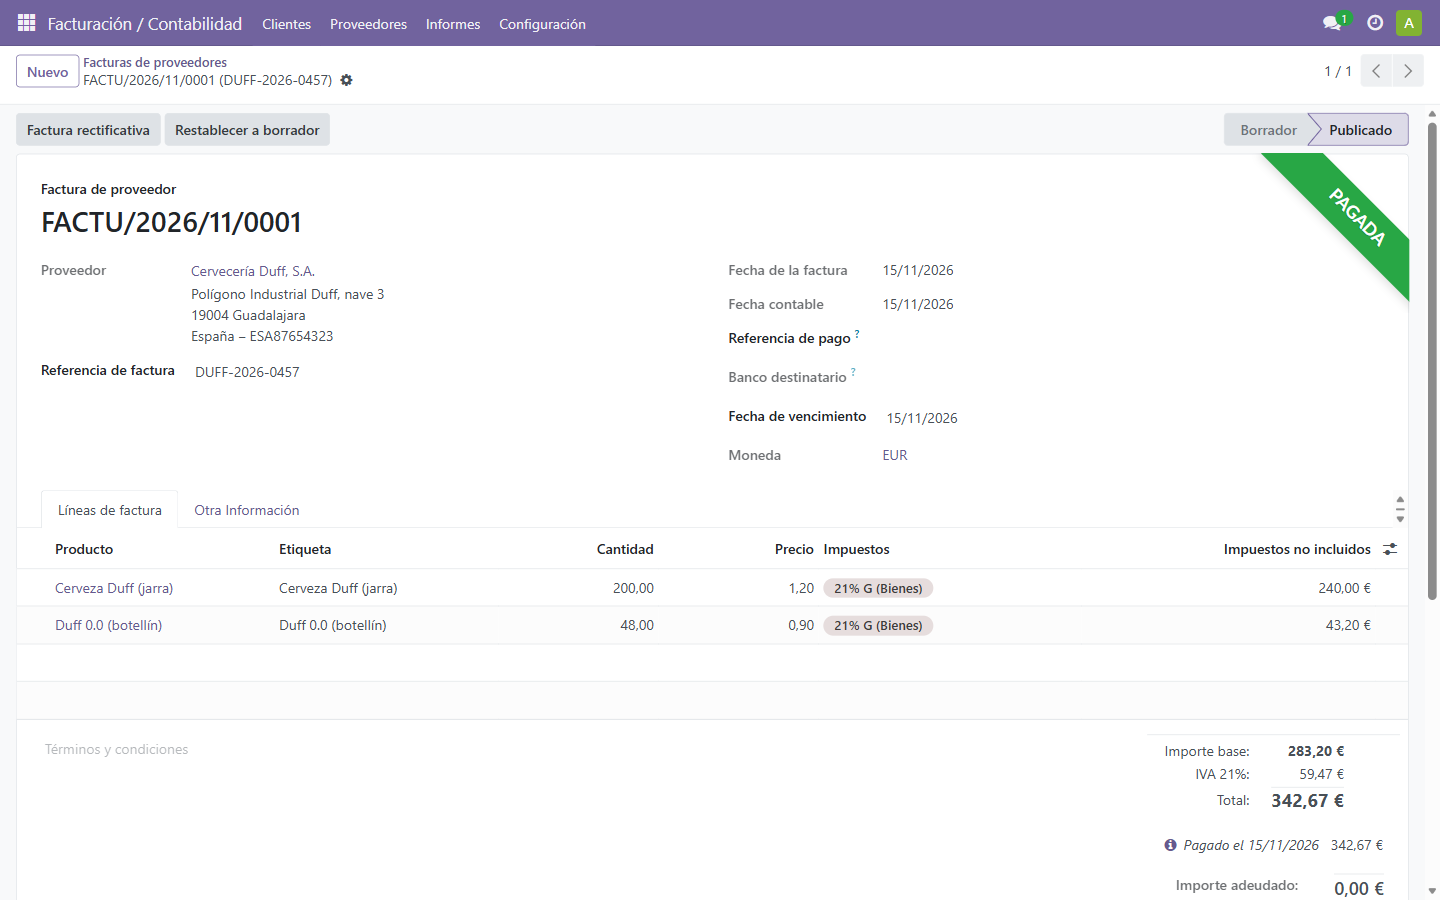 Facturación / Contabilidad Clientes Proveedores Informes Configuración 1 A
Nuevo Facturas de proveedores
FACTU/2026/11/0001 (DUFF-2026-0457) 1 / 1
Factura rectificativa Restablecer a borrador Borrador Publicado
PAGADA
Factura de proveedor
FACTU/2026/11/0001
Proveedor Cervecería Duff, S.A.
Polígono Industrial Duff, nave 3
19004 Guadalajara
España – ESA87654323
Referencia de factura DUFF-2026-0457
Fecha de la factura 15/11/2026
Fecha contable 15/11/2026
Referencia de pago ?
Banco destinatario ?
Fecha de vencimiento 15/11/2026
Moneda EUR
Líneas de factura Otra Información
Producto Etiqueta Cantidad Precio Impuestos Impuestos no incluidos
Cerveza Duff (jarra) Cerveza Duff (jarra) 200,00 1,20 21% G (Bienes) 240,00 €
Duff 0.0 (botellín) Duff 0.0 (botellín) 48,00 0,90 21% G (Bienes) 43,20 €
Términos y condiciones
Importe base: 283,20 €
IVA 21%: 59,47 €
Total: 342,67 €
Pagado el 15/11/2026 342,67 €
Importe adeudado: 0,00 €